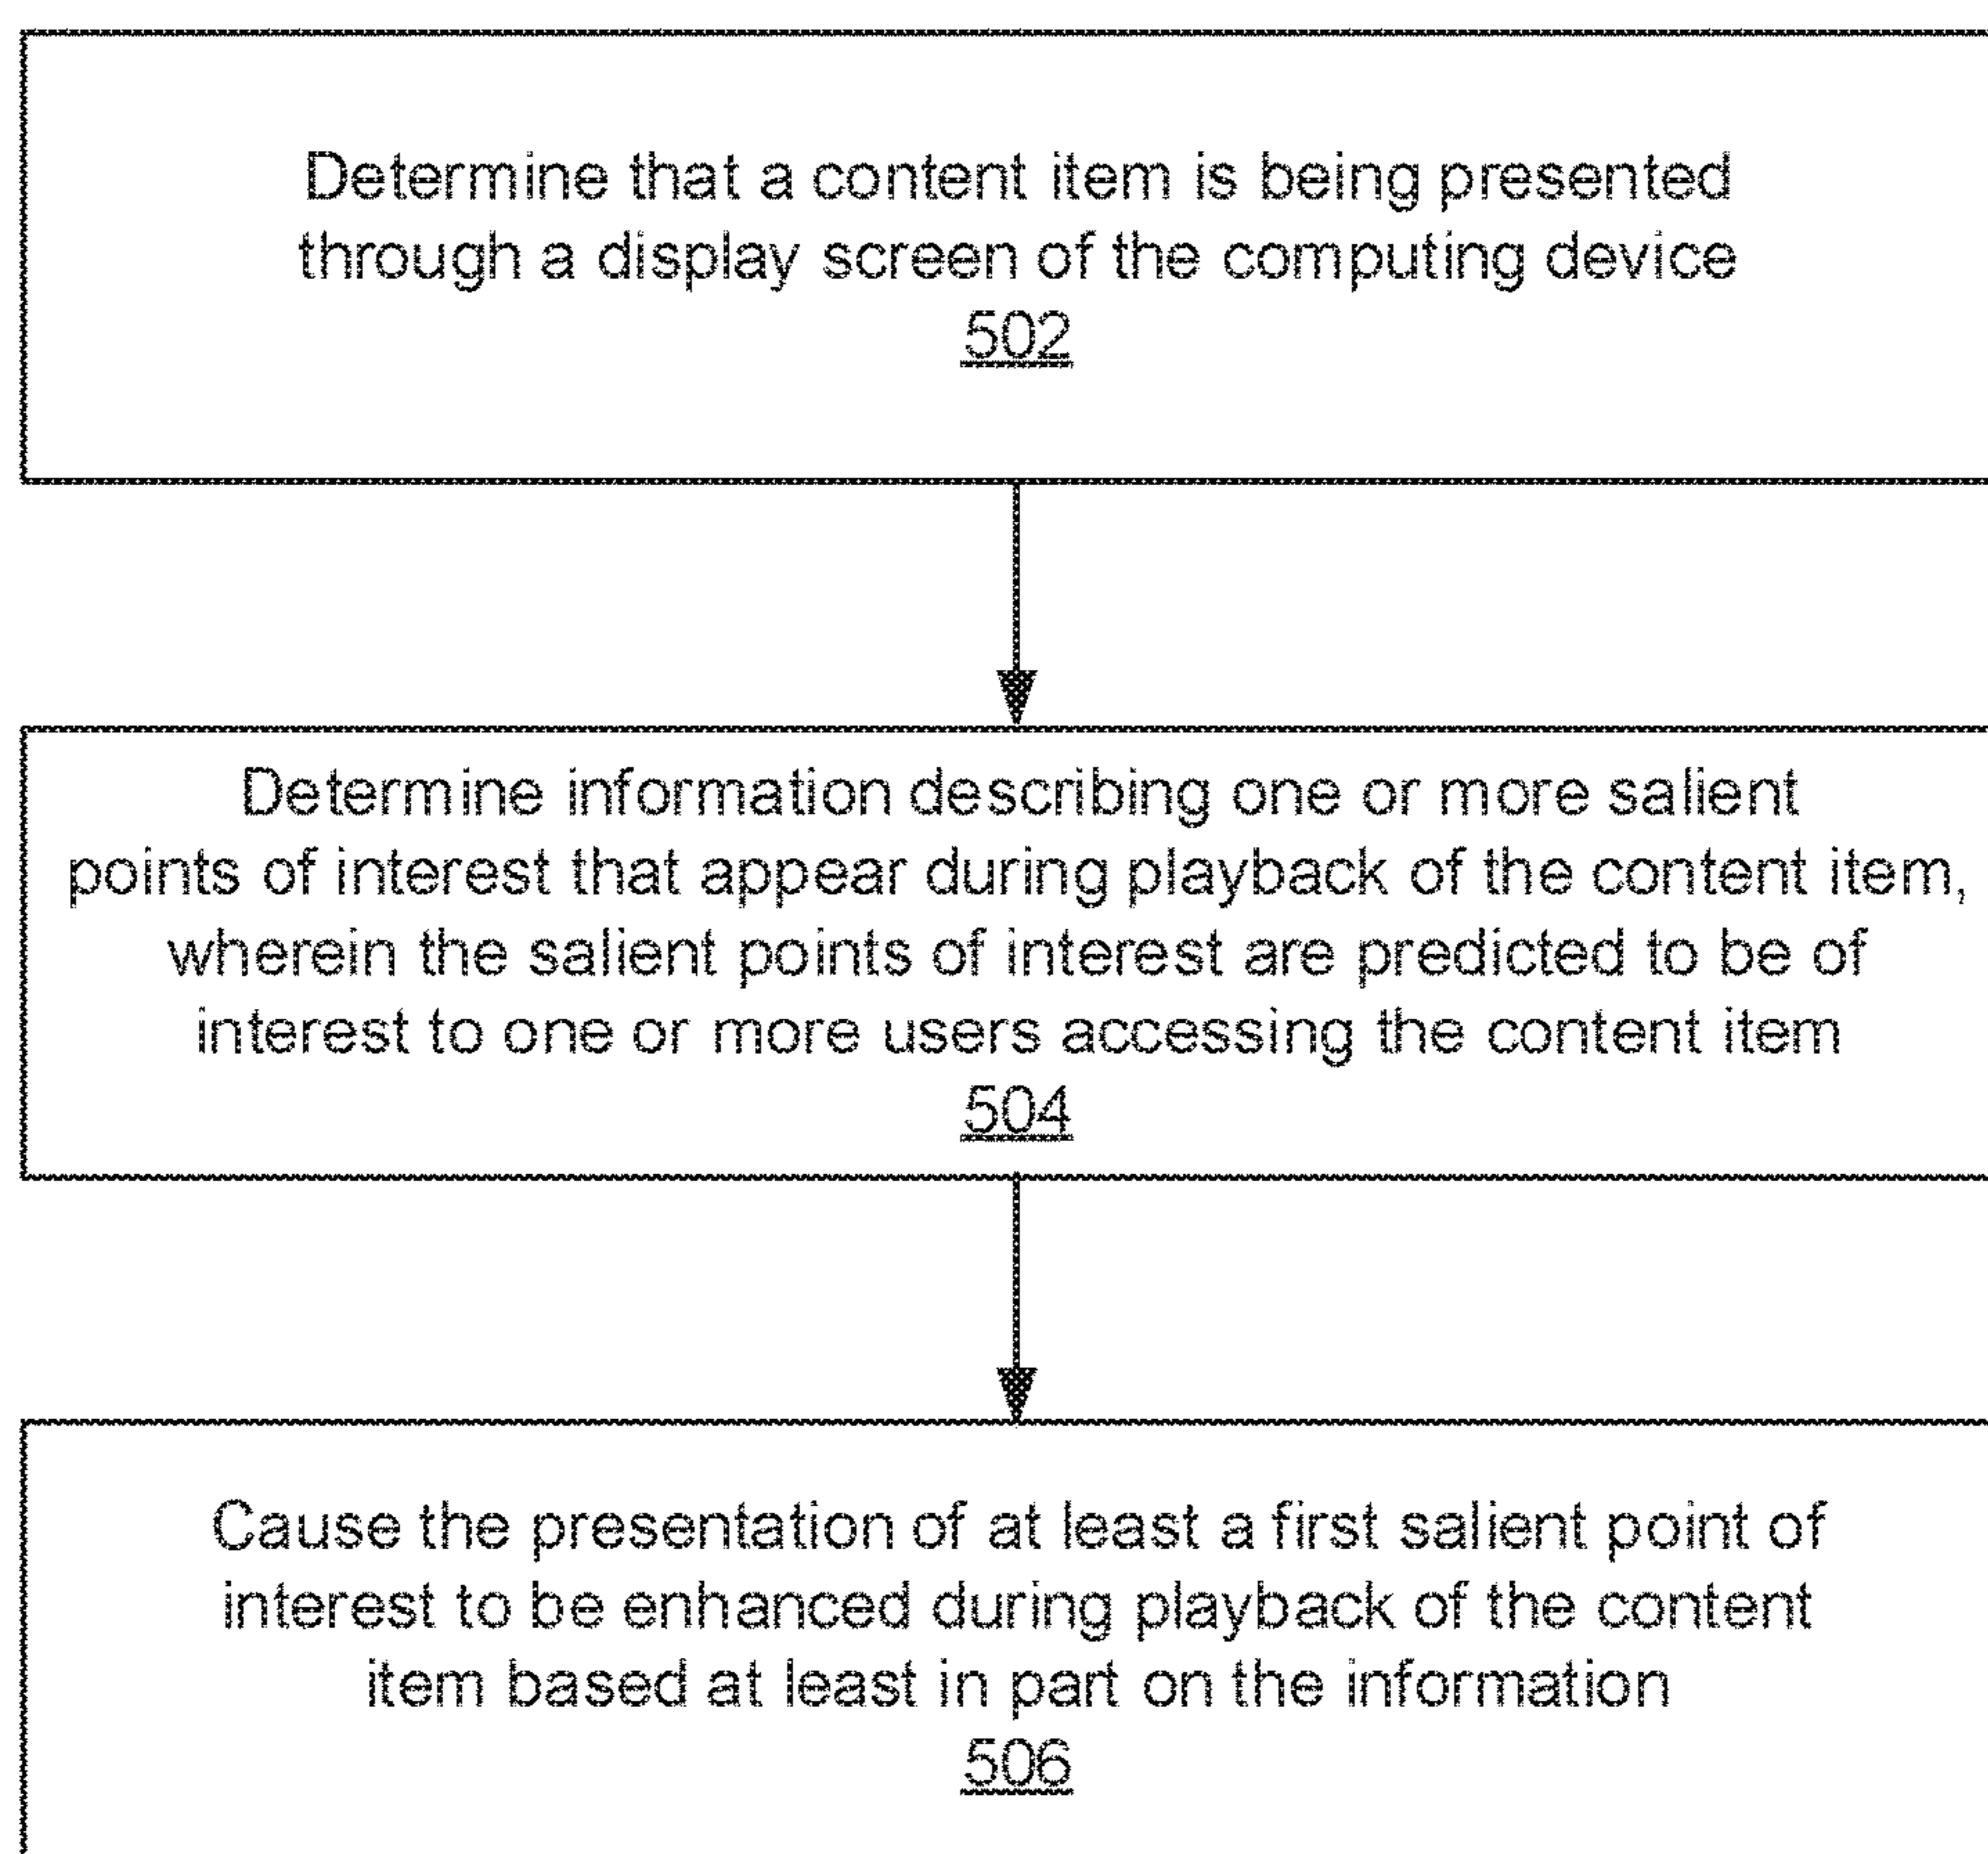 Determine that a content item is being presented
through a display screen of the computing device
502
Determine information describing one or more salient
points of interest that appear during playback of the content item,
wherein the salient points of interest are predicted to be of
interest to one or more users accessing the content item
504
Cause the presentation of at least a first salient point of
interest to be enhanced during playback of the content
item based at least in part on the information
506